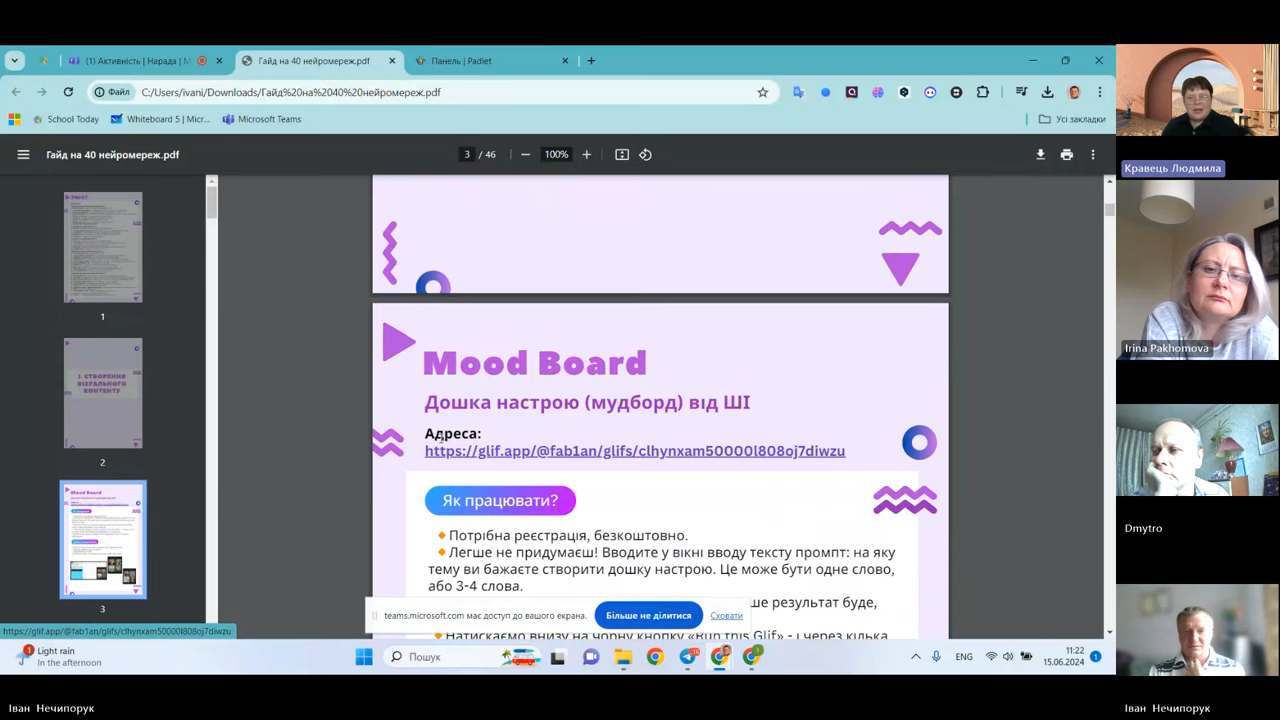 (1) Активність | Нарада | M
Гайд на 40 нейромереж.pdf
Панель | Padlet
Файл
C:/Users/ivani/Downloads/Гайд%20на%2040%20нейромереж.pdf
School Today
Whiteboard 5 | Micr...
Microsoft Teams
Усі закладки
Гайд на 40 нейромереж.pdf
3 / 46
100%
1
І. СТВОРЕННЯ
ВІЗУАЛЬНОГО
КОНТЕКТУ
2
Mood Board
3
Mood Board
Дошка настрою (мудборд) від ШІ
Адреса:
https://glif.app/@fab1an/glifs/clhynxam50000l808oj7diwzu
Як працювати?
Потрібна реєстрація, безкоштовно.
Легше не придумаєш! Вводите у вікні вводу тексту промпт: на яку
тему ви бажаєте створити дошку настрою. Це може бути одне слово,
або 3-4 слова.
ше результат буде,
Натискаємо внизу на чорну кнопку «Run this Glif» - і через кілька
teams.microsoft.com має доступ до вашого екрана.
Більше не ділитися
Сховати
https://glif.app/@fab1an/glifs/clhynxam50000l808oj7diwzu
1
Light rain
In the afternoon
Пошук
ENG
11:22
15.06.2024
1
Кравець Людмила
Irina Pakhomova
Dmytro
Іван Нечипорук
Іван Нечипорук